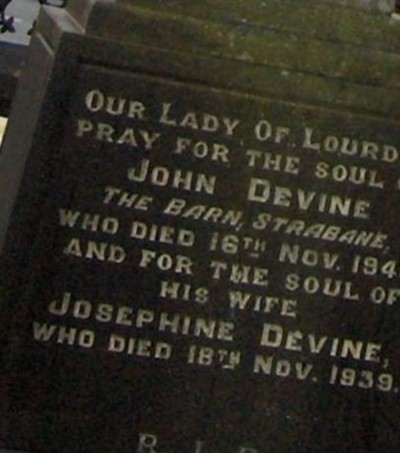 OUR LADY OF LOURD
PRAY FOR THE SOUL
JOHN DEVINE
THE BARN, STRABANE,
WHO DIED 16TH NOV. 194
AND FOR THE SOUL OF
HIS WIFE
JOSEPHINE DEVINE,
WHO DIED 18TH NOV. 1939.
R.I.P